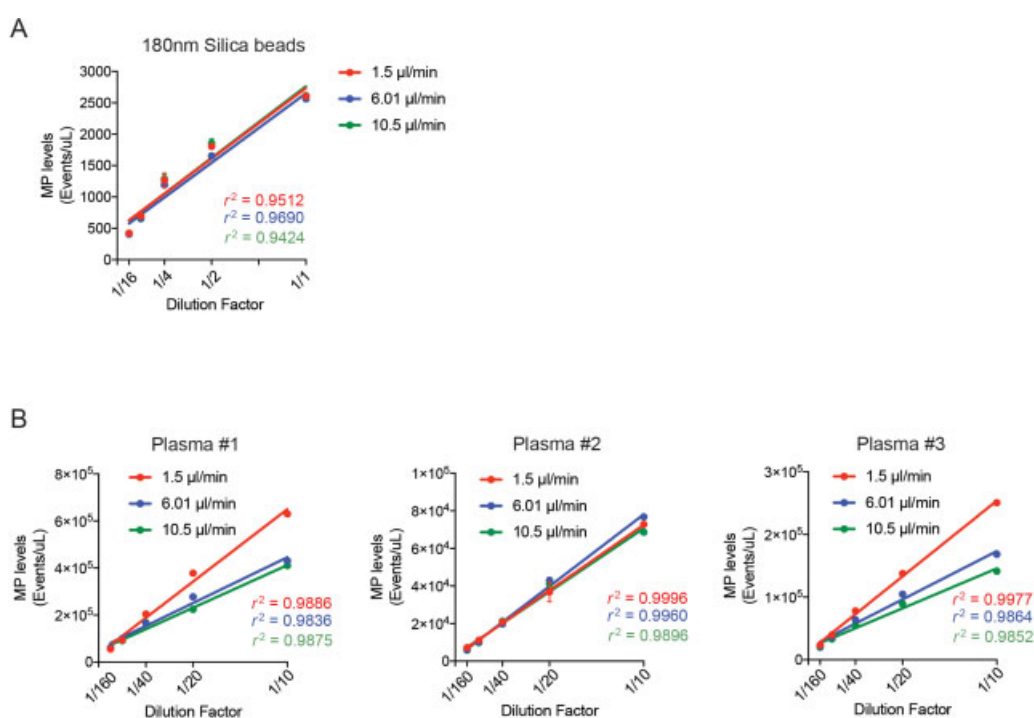 A
180nm Silica beads
3000
2500
2000
1500
1000
500
0
MP levels
(Events/uL)
1.5 µl/min
6.01 µl/min
10.5 µl/min
r² = 0.9512
r² = 0.9690
r² = 0.9424
1/16
1/4
1/2
1/1
Dilution Factor
B
Plasma #1
8×10⁵
6×10⁵
4×10⁵
2×10⁵
0
MP levels
(Events/uL)
1.5 µl/min
6.01 µl/min
10.5 µl/min
r² = 0.9886
r² = 0.9836
r² = 0.9875
1/160
1/40
1/20
1/10
Dilution Factor
Plasma #2
1×10⁵
8×10⁴
6×10⁴
4×10⁴
2×10⁴
0
MP levels
(Events/uL)
1.5 µl/min
6.01 µl/min
10.5 µl/min
r² = 0.9996
r² = 0.9960
r² = 0.9896
1/160
1/40
1/20
1/10
Dilution Factor
Plasma #3
3×10⁵
2×10⁵
1×10⁵
0
MP levels
(Events/uL)
1.5 µl/min
6.01 µl/min
10.5 µl/min
r² = 0.9977
r² = 0.9864
r² = 0.9852
1/160
1/40
1/20
1/10
Dilution Factor